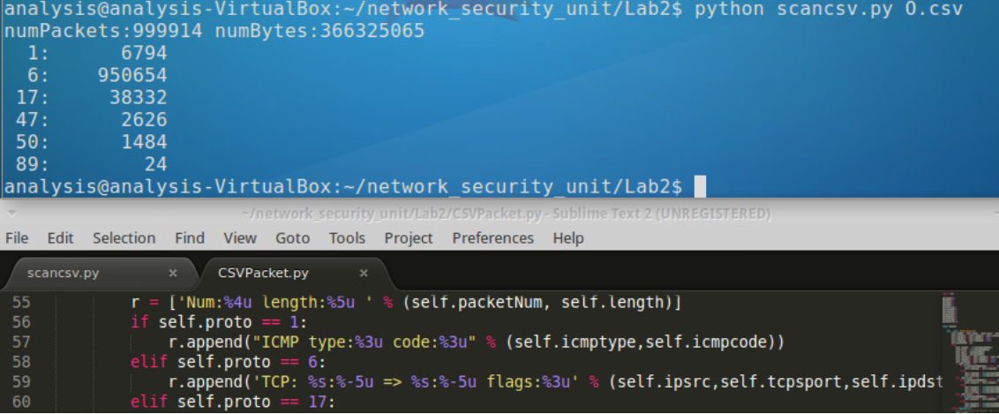 analysis@analysis-VirtualBox:~/network_security_unit/Lab2$ python scancsv.py O.csv
numPackets:999914 numBytes:366325065
1: 6794
6: 950654
17: 38332
47: 2626
50: 1484
89: 24
analysis@analysis-VirtualBox:~/network_security_unit/Lab2$
~/network_security_unit/Lab2/CSVPacket.py - Sublime Text 2 (UNREGISTERED)
File Edit Selection Find View Goto Tools Project Preferences Help
scancsv.py × CSVPacket.py ×
55 r = ['Num:%4u length:%5u ' % (self.packetNum, self.length)]
56 if self.proto == 1:
57 r.append("ICMP type:%3u code:%3u" % (self.icmptype,self.icmpcode))
58 elif self.proto == 6:
59 r.append('TCP: %s:%-5u => %s:%-5u flags:%3u' % (self.ipsrc,self.tcpsport,self.ipdst
60 elif self.proto == 17: